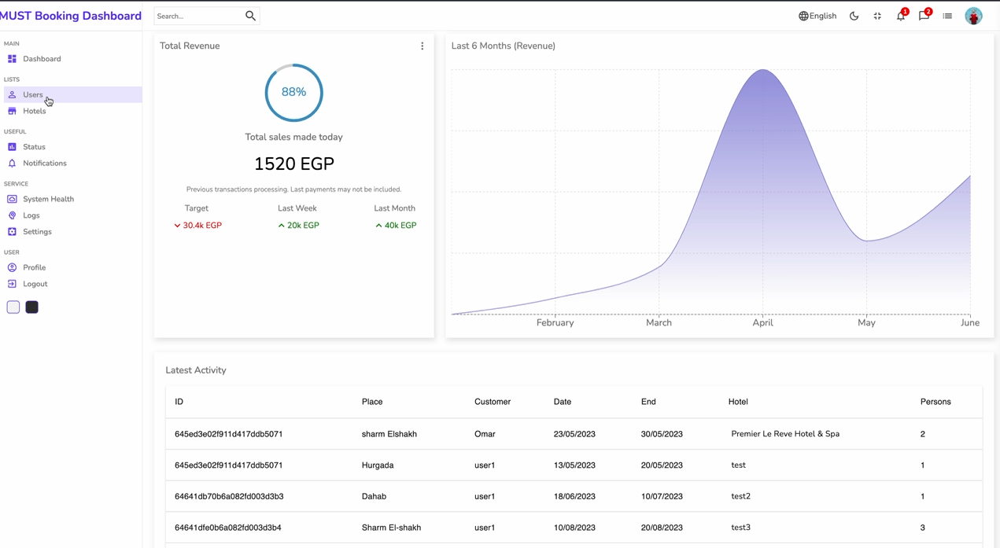 MUST Booking Dashboard
Search...
English
1
2
MAIN
Dashboard
LISTS
Users
Hotels
USEFUL
Status
Notifications
SERVICE
System Health
Logs
Settings
USER
Profile
Logout
Total Revenue
88%
Total sales made today
1520 EGP
Previous transactions processing. Last payments may not be included.
Target Last Week Last Month
30.4k EGP 20k EGP 40k EGP
Last 6 Months (Revenue)
February March April May June
Latest Activity
ID Place Customer Date End Hotel Persons
645ed3e02f911d417ddb5071 sharm Elshakh Omar 23/05/2023 30/05/2023 Premier Le Reve Hotel & Spa 2
645ed3e02f911d417ddb5071 Hurgada user1 13/05/2023 20/05/2023 test 1
64641db70b6a082fd003d3b3 Dahab user1 18/06/2023 10/07/2023 test2 1
64641dfe0b6a082fd003d3b4 Sharm El-shakh user1 10/08/2023 20/08/2023 test3 3